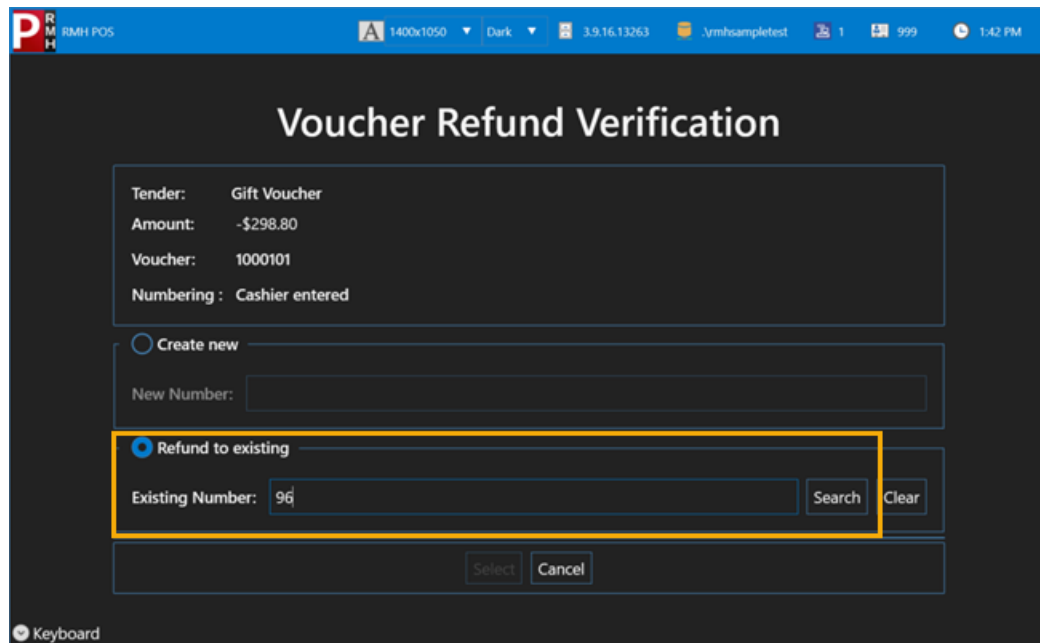 P RMH RMH POS A 1400x1050 Dark 3.9.16.13263 .\rmhsampletest 1 999 1:42 PM
Voucher Refund Verification
Tender: Gift Voucher
Amount: -$298.80
Voucher: 1000101
Numbering : Cashier entered
Create new
New Number:
Refund to existing
Existing Number: 96 Search Clear
Select Cancel
Keyboard